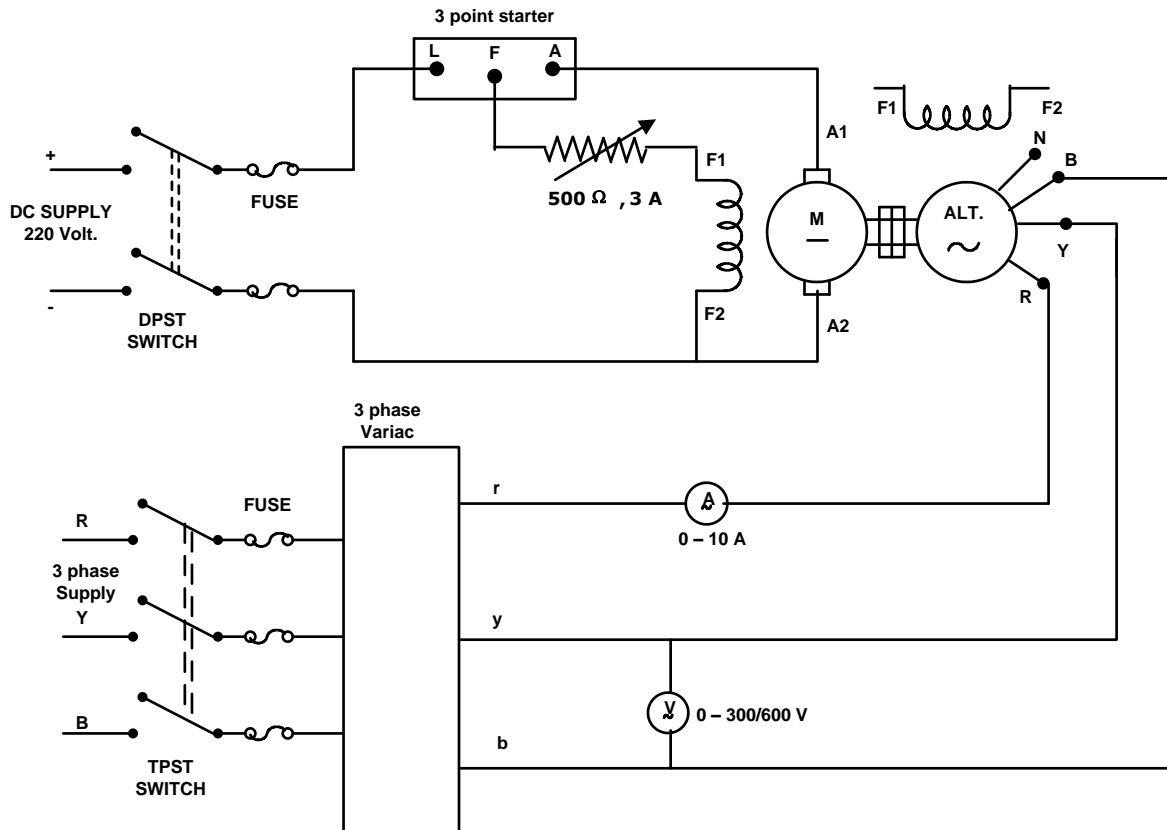 3 point starter
L
F
A
F1
F2
A1
N
B
+
F1
FUSE
500 Ω , 3 A
M
ALT.
DC SUPPLY
220 Volt.
Y
R
-
F2
DPST
SWITCH
A2
3 phase
Variac
r
FUSE
A
R
0 – 10 A
3 phase
Supply
Y
y
V
0 – 300/600 V
B
b
TPST
SWITCH